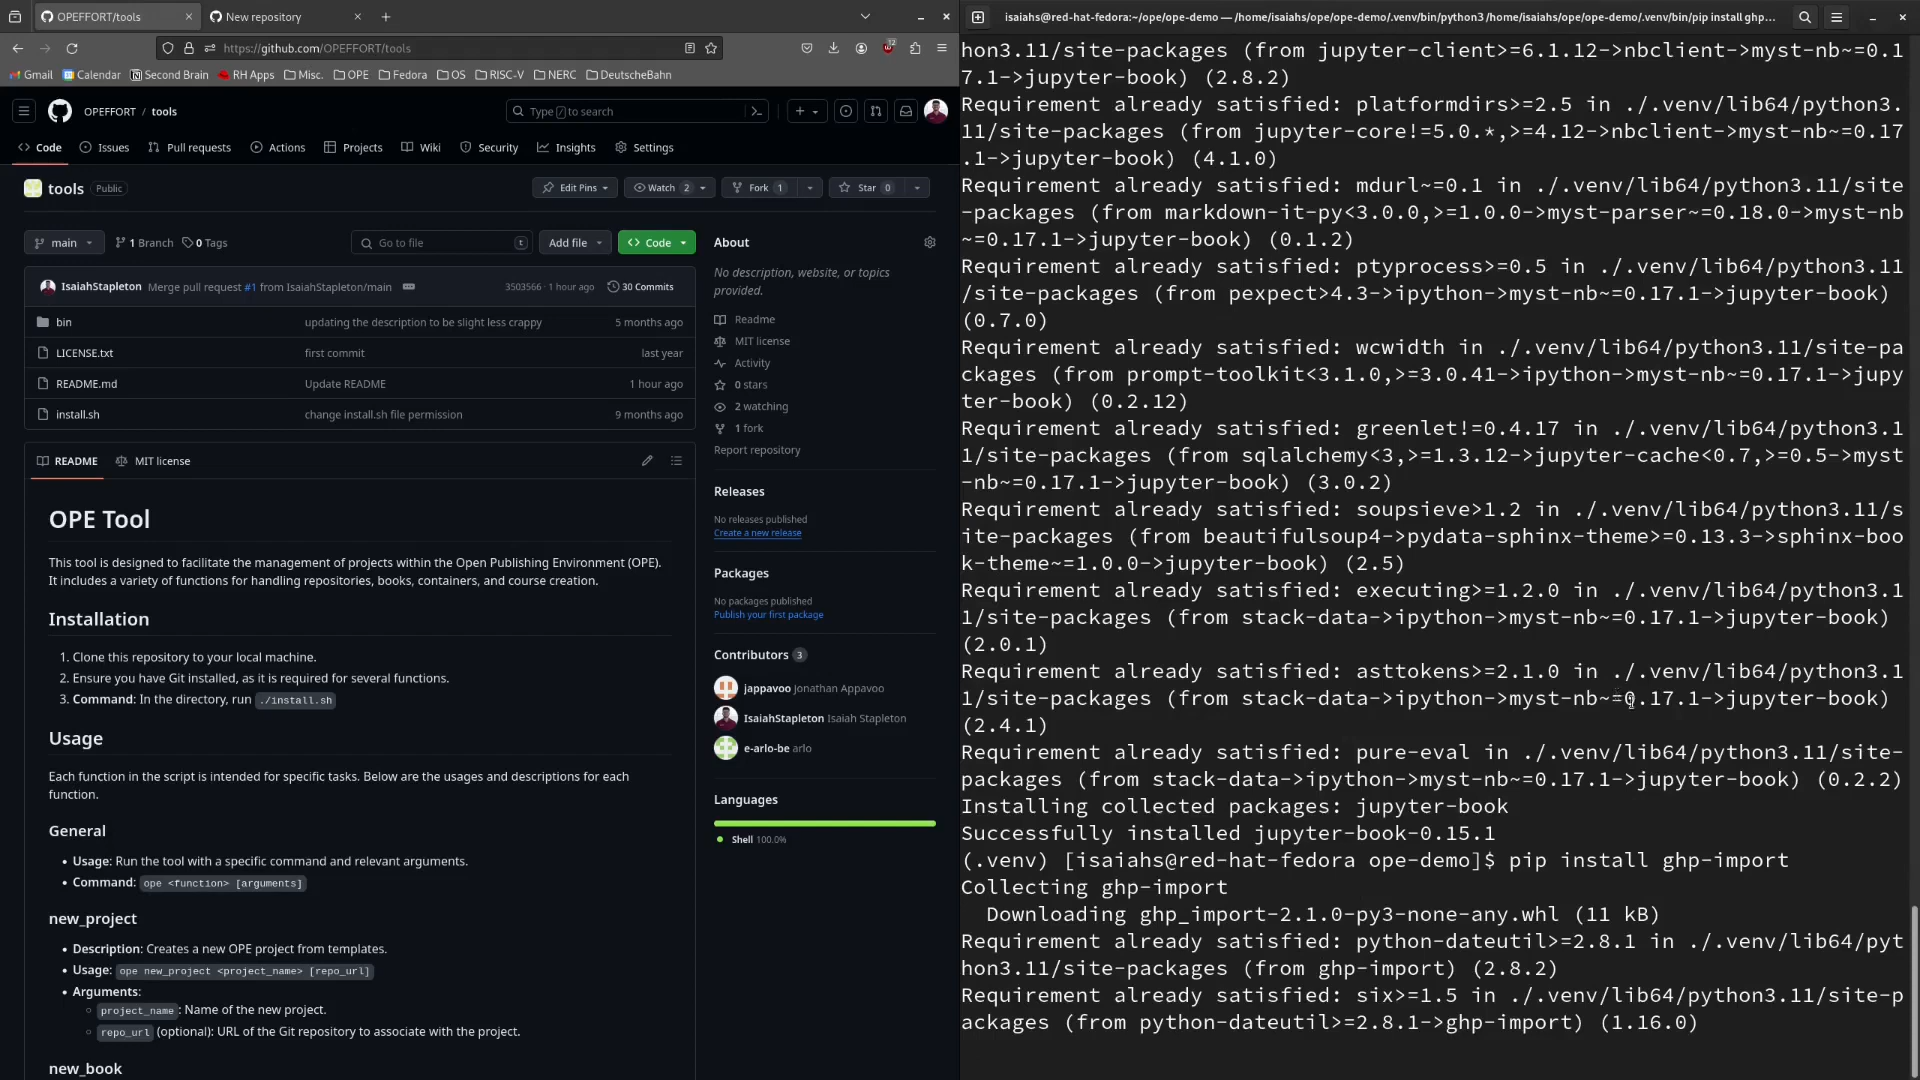 OPEFFORT/tools
New repository
https://github.com/OPEFFORT/tools
12
Gmail
Calendar
Second Brain
RH Apps
Misc.
OPE
Fedora
OS
RISC-V
NERC
DeutscheBahn
OPEFFORT / tools
Type / to search
Code
Issues
Pull requests
Actions
Projects
Wiki
Security
Insights
Settings
tools
Public
Edit Pins
Watch 2
Fork 1
Star 0
main
1 Branch
0 Tags
Go to file
t
Add file
Code
IsaiahStapleton Merge pull request #1 from IsaiahStapleton/main
3503566 · 1 hour ago
30 Commits
bin
updating the description to be slight less crappy
5 months ago
LICENSE.txt
first commit
last year
README.md
Update README
1 hour ago
install.sh
change install.sh file permission
9 months ago
README
MIT license
OPE Tool
This tool is designed to facilitate the management of projects within the Open Publishing Environment (OPE).
It includes a variety of functions for handling repositories, books, containers, and course creation.
Installation
1. Clone this repository to your local machine.
2. Ensure you have Git installed, as it is required for several functions.
3. Command: In the directory, run ./install.sh
Usage
Each function in the script is intended for specific tasks. Below are the usages and descriptions for each
function.
General
• Usage: Run the tool with a specific command and relevant arguments.
• Command: ope <function> [arguments]
new_project
• Description: Creates a new OPE project from templates.
• Usage: ope new_project <project_name> [repo_url]
• Arguments:
project_name: Name of the new project.
repo_url (optional): URL of the Git repository to associate with the project.
new_book
About
No description, website, or topics
provided.
Readme
MIT license
Activity
0 stars
2 watching
1 fork
Report repository
Releases
No releases published
Create a new release
Packages
No packages published
Publish your first package
Contributors 3
jappavoo Jonathan Appavoo
IsaiahStapleton Isaiah Stapleton
e-arlo-be arlo
Languages
Shell 100.0%
isaiahs@red-hat-fedora:~/ope/ope-demo — /home/isaiahs/ope/ope-demo/.venv/bin/python3 /home/isaiahs/ope/ope-demo/.venv/bin/pip install ghp...
hon3.11/site-packages (from jupyter-client>=6.1.12->nbclient->myst-nb~=0.1
7.1->jupyter-book) (2.8.2)
Requirement already satisfied: platformdirs>=2.5 in ./.venv/lib64/python3.
11/site-packages (from jupyter-core!=5.0.*,>=4.12->nbclient->myst-nb~=0.17
.1->jupyter-book) (4.1.0)
Requirement already satisfied: mdurl~=0.1 in ./.venv/lib64/python3.11/site
-packages (from markdown-it-py<3.0.0,>=1.0.0->myst-parser~=0.18.0->myst-nb
~=0.17.1->jupyter-book) (0.1.2)
Requirement already satisfied: ptyprocess>=0.5 in ./.venv/lib64/python3.11
/site-packages (from pexpect>4.3->ipython->myst-nb~=0.17.1->jupyter-book)
(0.7.0)
Requirement already satisfied: wcwidth in ./.venv/lib64/python3.11/site-pa
ckages (from prompt-toolkit<3.1.0,>=3.0.41->ipython->myst-nb~=0.17.1->jupy
ter-book) (0.2.12)
Requirement already satisfied: greenlet!=0.4.17 in ./.venv/lib64/python3.1
1/site-packages (from sqlalchemy<3,>=1.3.12->jupyter-cache<0.7,>=0.5->myst
-nb~=0.17.1->jupyter-book) (3.0.2)
Requirement already satisfied: soupsieve>1.2 in ./.venv/lib64/python3.11/s
ite-packages (from beautifulsoup4->pydata-sphinx-theme>=0.13.3->sphinx-boo
k-theme~=1.0.0->jupyter-book) (2.5)
Requirement already satisfied: executing>=1.2.0 in ./.venv/lib64/python3.1
1/site-packages (from stack-data->ipython->myst-nb~=0.17.1->jupyter-book)
(2.0.1)
Requirement already satisfied: asttokens>=2.1.0 in ./.venv/lib64/python3.1
1/site-packages (from stack-data->ipython->myst-nb~=0.17.1->jupyter-book)
(2.4.1)
Requirement already satisfied: pure-eval in ./.venv/lib64/python3.11/site-
packages (from stack-data->ipython->myst-nb~=0.17.1->jupyter-book) (0.2.2)
Installing collected packages: jupyter-book
Successfully installed jupyter-book-0.15.1
(.venv) [isaiahs@red-hat-fedora ope-demo]$ pip install ghp-import
Collecting ghp-import
Downloading ghp_import-2.1.0-py3-none-any.whl (11 kB)
Requirement already satisfied: python-dateutil>=2.8.1 in ./.venv/lib64/pyt
hon3.11/site-packages (from ghp-import) (2.8.2)
Requirement already satisfied: six>=1.5 in ./.venv/lib64/python3.11/site-p
ackages (from python-dateutil>=2.8.1->ghp-import) (1.16.0)